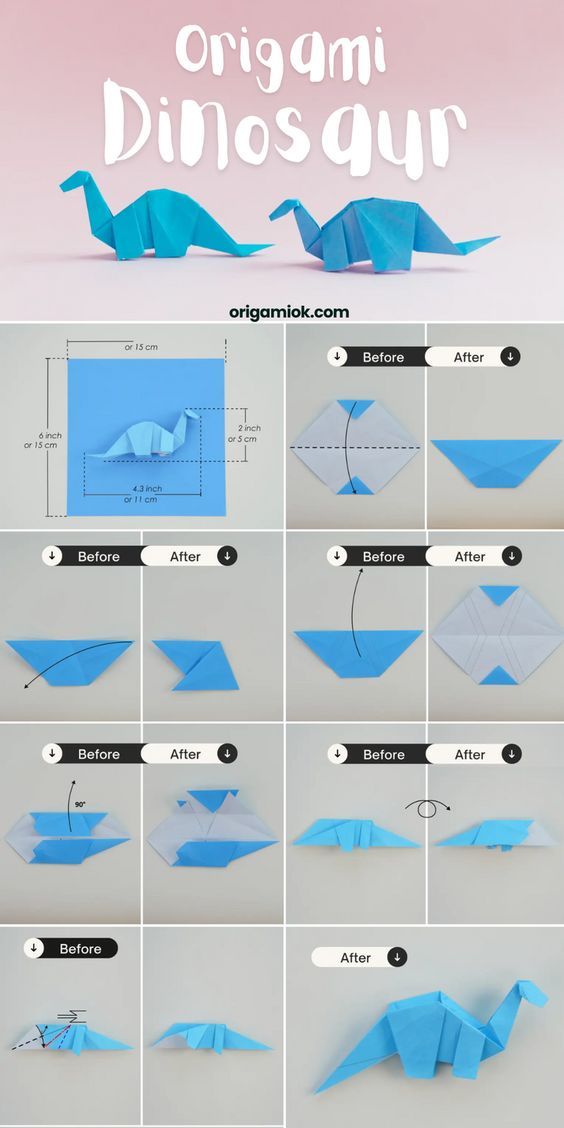 Origami
Dinosaur
origamiok.com
or 15 cm
6 inch
or 15 cm
2 inch
or 5 cm
4.3 inch
or 11 cm
Before
After
Before
After
Before
After
Before
After
90°
Before
After
Before
After